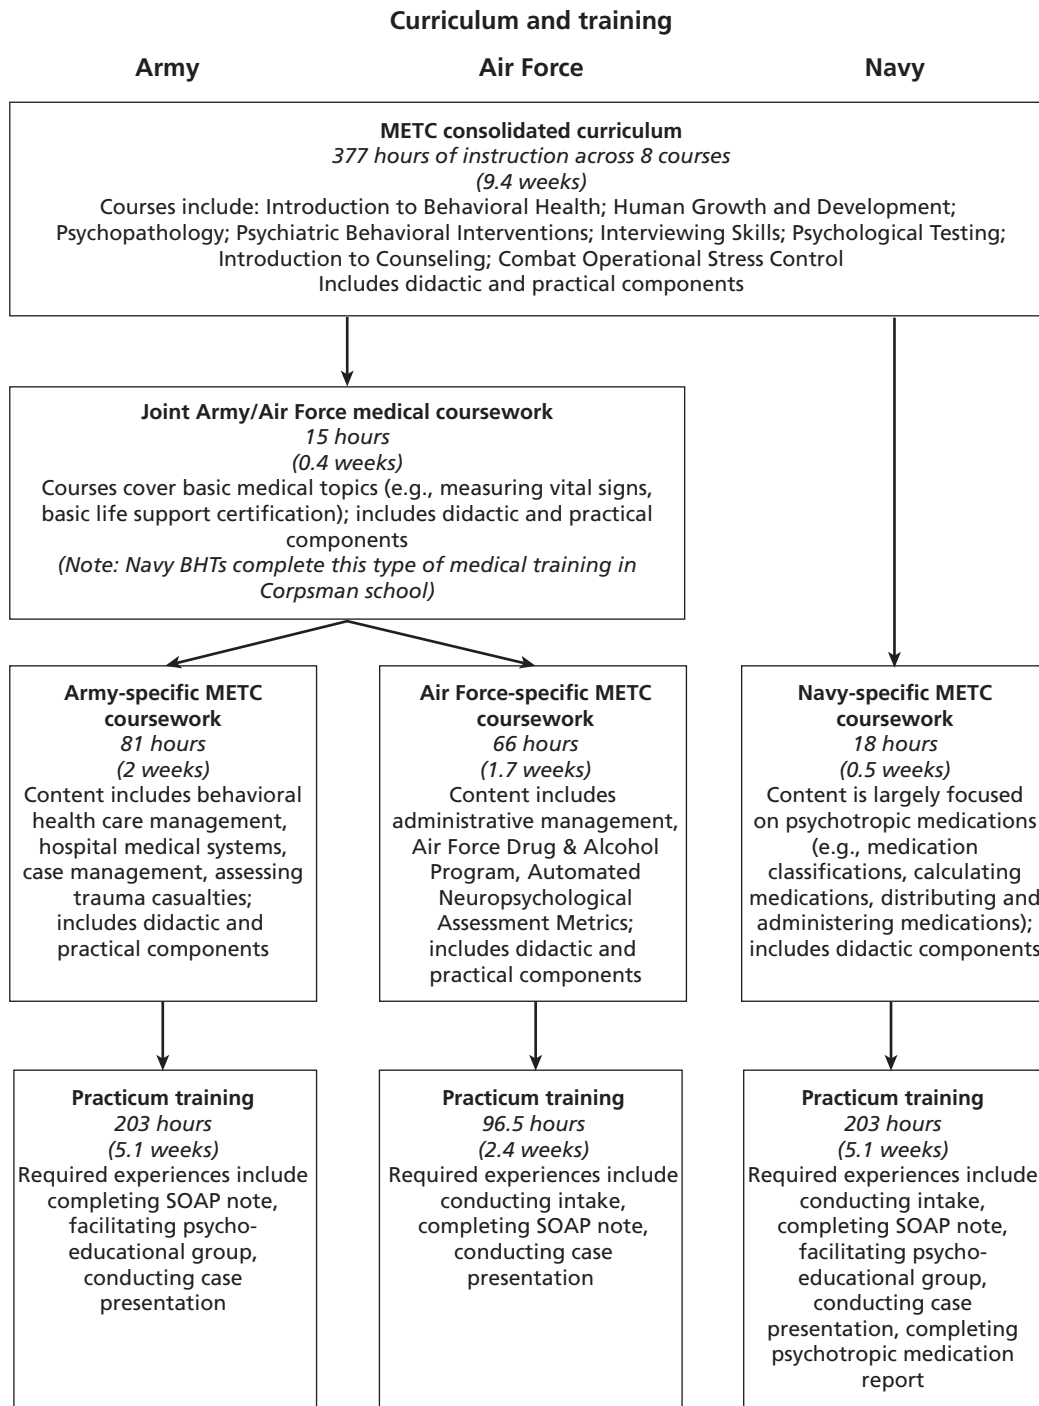 Curriculum and training
Army
Air Force
Navy
METC consolidated curriculum
377 hours of instruction across 8 courses
(9.4 weeks)
Courses include: Introduction to Behavioral Health; Human Growth and Development;
Psychopathology; Psychiatric Behavioral Interventions; Interviewing Skills; Psychological Testing;
Introduction to Counseling; Combat Operational Stress Control
Includes didactic and practical components
Joint Army/Air Force medical coursework
15 hours
(0.4 weeks)
Courses cover basic medical topics (e.g., measuring vital signs,
basic life support certification); includes didactic and practical
components
(Note: Navy BHTs complete this type of medical training in
Corpsman school)
Army-specific METC
coursework
81 hours
(2 weeks)
Content includes behavioral
health care management,
hospital medical systems,
case management, assessing
trauma casualties;
includes didactic and
practical components
Air Force-specific METC
coursework
66 hours
(1.7 weeks)
Content includes
administrative management,
Air Force Drug & Alcohol
Program, Automated
Neuropsychological
Assessment Metrics;
includes didactic and
practical components
Navy-specific METC
coursework
18 hours
(0.5 weeks)
Content is largely focused
on psychotropic medications
(e.g., medication
classifications, calculating
medications, distributing and
administering medications);
includes didactic components
Practicum training
203 hours
(5.1 weeks)
Required experiences include
completing SOAP note,
facilitating psycho-
educational group,
conducting case
presentation
Practicum training
96.5 hours
(2.4 weeks)
Required experiences include
conducting intake,
completing SOAP note,
conducting case
presentation
Practicum training
203 hours
(5.1 weeks)
Required experiences include
conducting intake,
completing SOAP note,
facilitating psycho-
educational group,
conducting case
presentation, completing
psychotropic medication
report